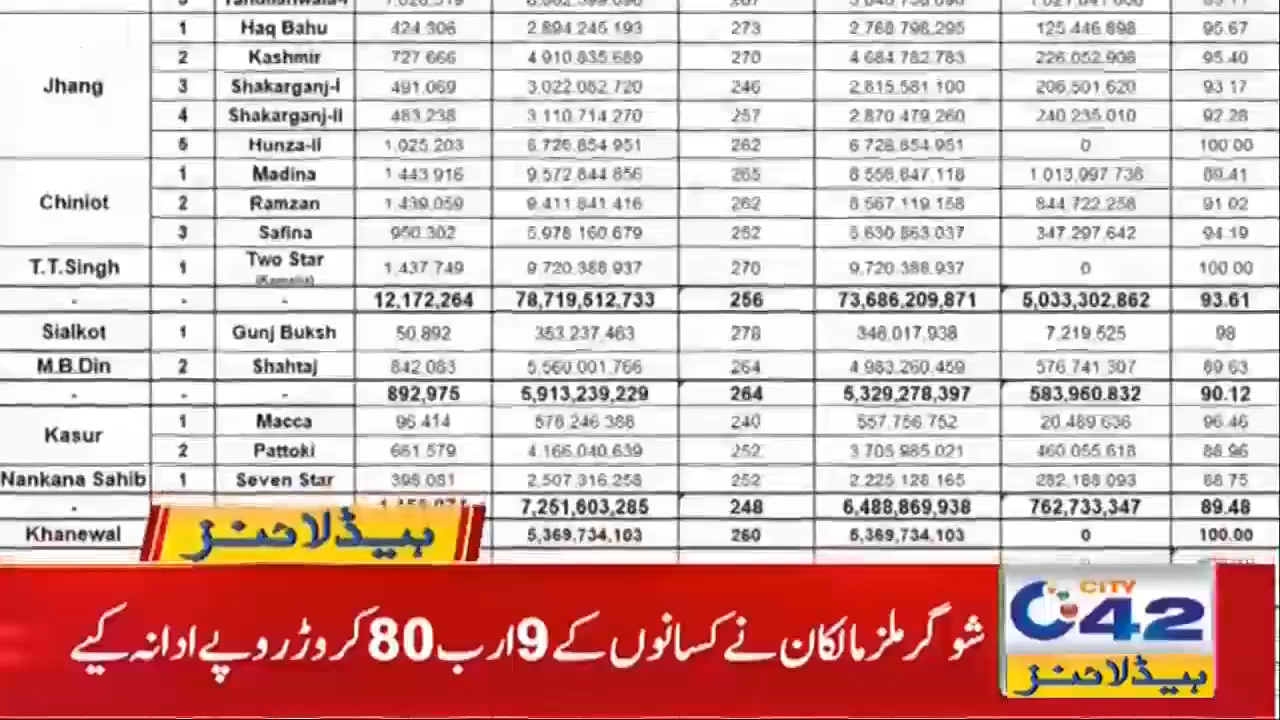 Haq Bahu 424,306 2,894,245,193 273 2,768,798,295 125,446,898 95.67
Jhang
1
2 Kashmir 727,666 4,910,835,689 270 4,684,782,783 226,052,906 95.40
3 Shakarganj-I 491,069 3,022,082,720 246 2,815,581,100 206,501,620 93.17
4 Shakarganj-II 483,238 3,110,714,270 257 2,870,479,260 240,235,010 92.28
5 Hunza-II 1,025,203 6,728,854,951 262 6,728,854,951 0 100.00
Chiniot
1 Madina 1,443,916 9,572,644,856 265 8,558,647,118 1,013,997,738 89.41
2 Ramzan 1,439,059 9,411,841,416 262 8,567,119,158 844,722,258 91.02
3 Safina 950,302 5,978,160,679 252 5,630,863,037 347,297,642 94.19
T.T.Singh 1 Two Star 1,437,749 9,720,388,937 270 9,720,388,937 0 100.00
(Kamalia)
- - - 12,172,264 78,719,512,733 256 73,686,209,871 5,033,302,862 93.61
Sialkot 1 Gunj Buksh 50,892 353,237,463 278 346,017,938 7,219,525 98
M.B.Din 2 Shahtaj 842,083 5,560,001,766 264 4,983,260,459 576,741,307 89.63
- - - 892,975 5,913,239,229 264 5,329,278,397 583,960,832 90.12
Kasur
1 Macca 96,414 578,246,388 240 557,756,752 20,489,636 96.46
2 Pattoki 661,579 4,166,040,639 252 3,705,985,021 460,055,618 88.96
Nankana Sahib 1 Seven Star 398,081 2,507,316,258 252 2,225,128,165 282,188,093 88.75
- 7,251,603,285 248 6,488,869,938 762,733,347 89.48
Khanewal 5,369,734,103 260 5,369,734,103 0 100.00
ہیڈلائنز
شوگر ملز مالکان نے کسانوں کے 9 ارب 80 کروڑ روپے ادا نہ کیے
CITY
42
ہیڈلائنز